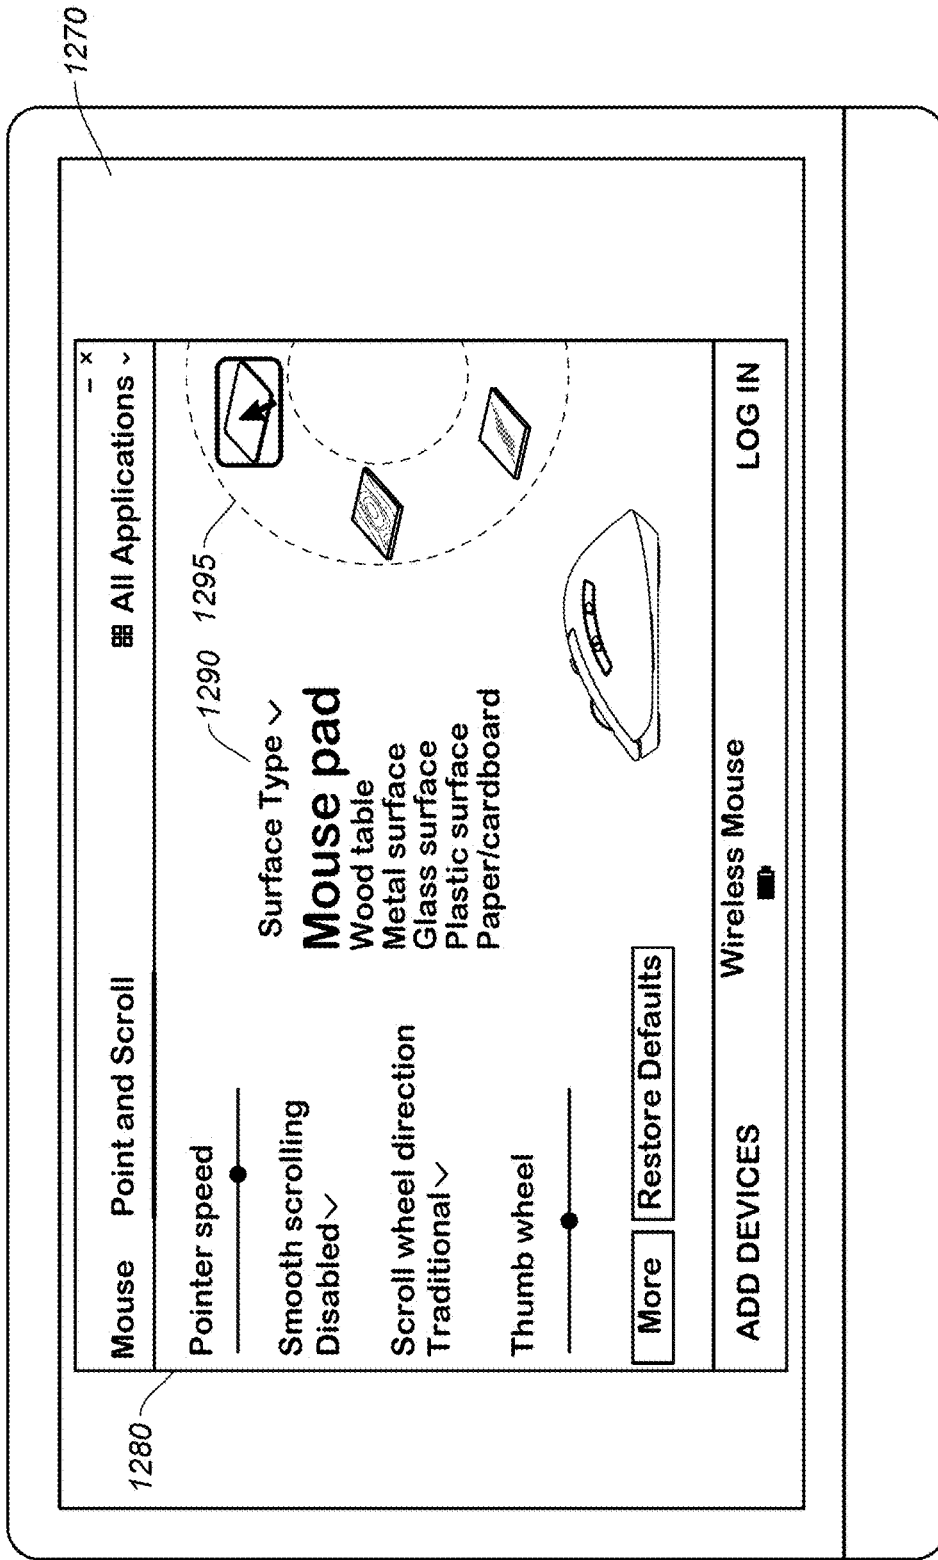 1270
1280
Mouse Point and Scroll
All Applications
Pointer speed
Smooth scrolling
Disabled
Scroll wheel direction
Traditional
Thumb wheel
More
Restore Defaults
1290
1295
Surface Type
Mouse pad
Wood table
Metal surface
Glass surface
Plastic surface
Paper/cardboard
ADD DEVICES
Wireless Mouse
LOG IN